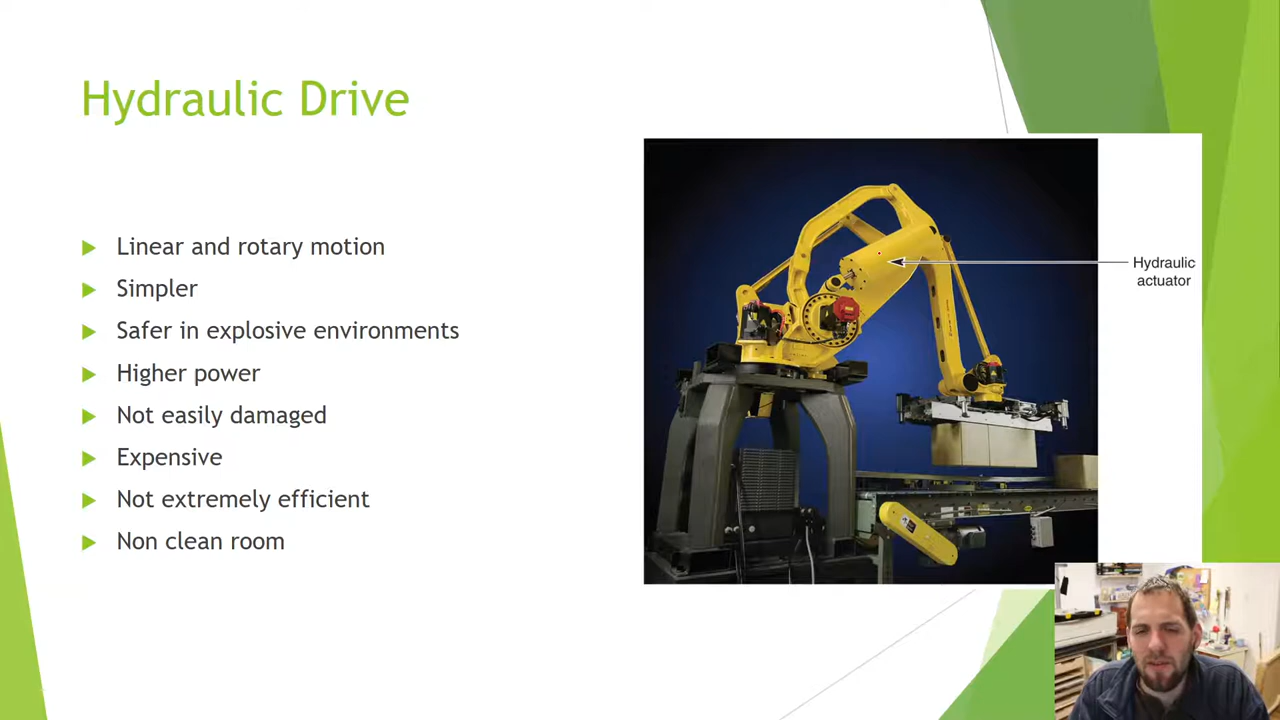 Hydraulic Drive
Linear and rotary motion
Simpler
Safer in explosive environments
Higher power
Not easily damaged
Expensive
Not extremely efficient
Non clean room
Hydraulic
actuator